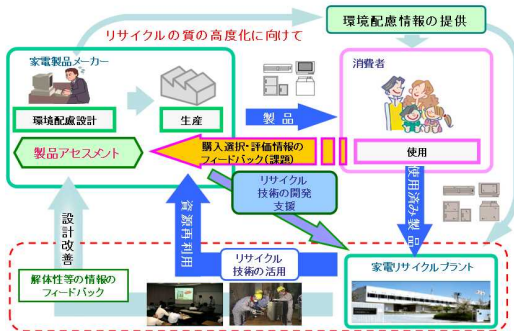 環境配慮情報の提供
リサイクルの質の高度化に向けて
家電製品メーカー
消費者
環境配慮設計
生産
製品
製品アセスメント
購入選択・評価情報の
フィードバック(課題)
使用
リサイクル
技術の開発
支援
使用済み製品
設計改善
資源再利用
リサイクル
技術の活用
家電リサイクルプラント
解体性等の情報の
フィードバック